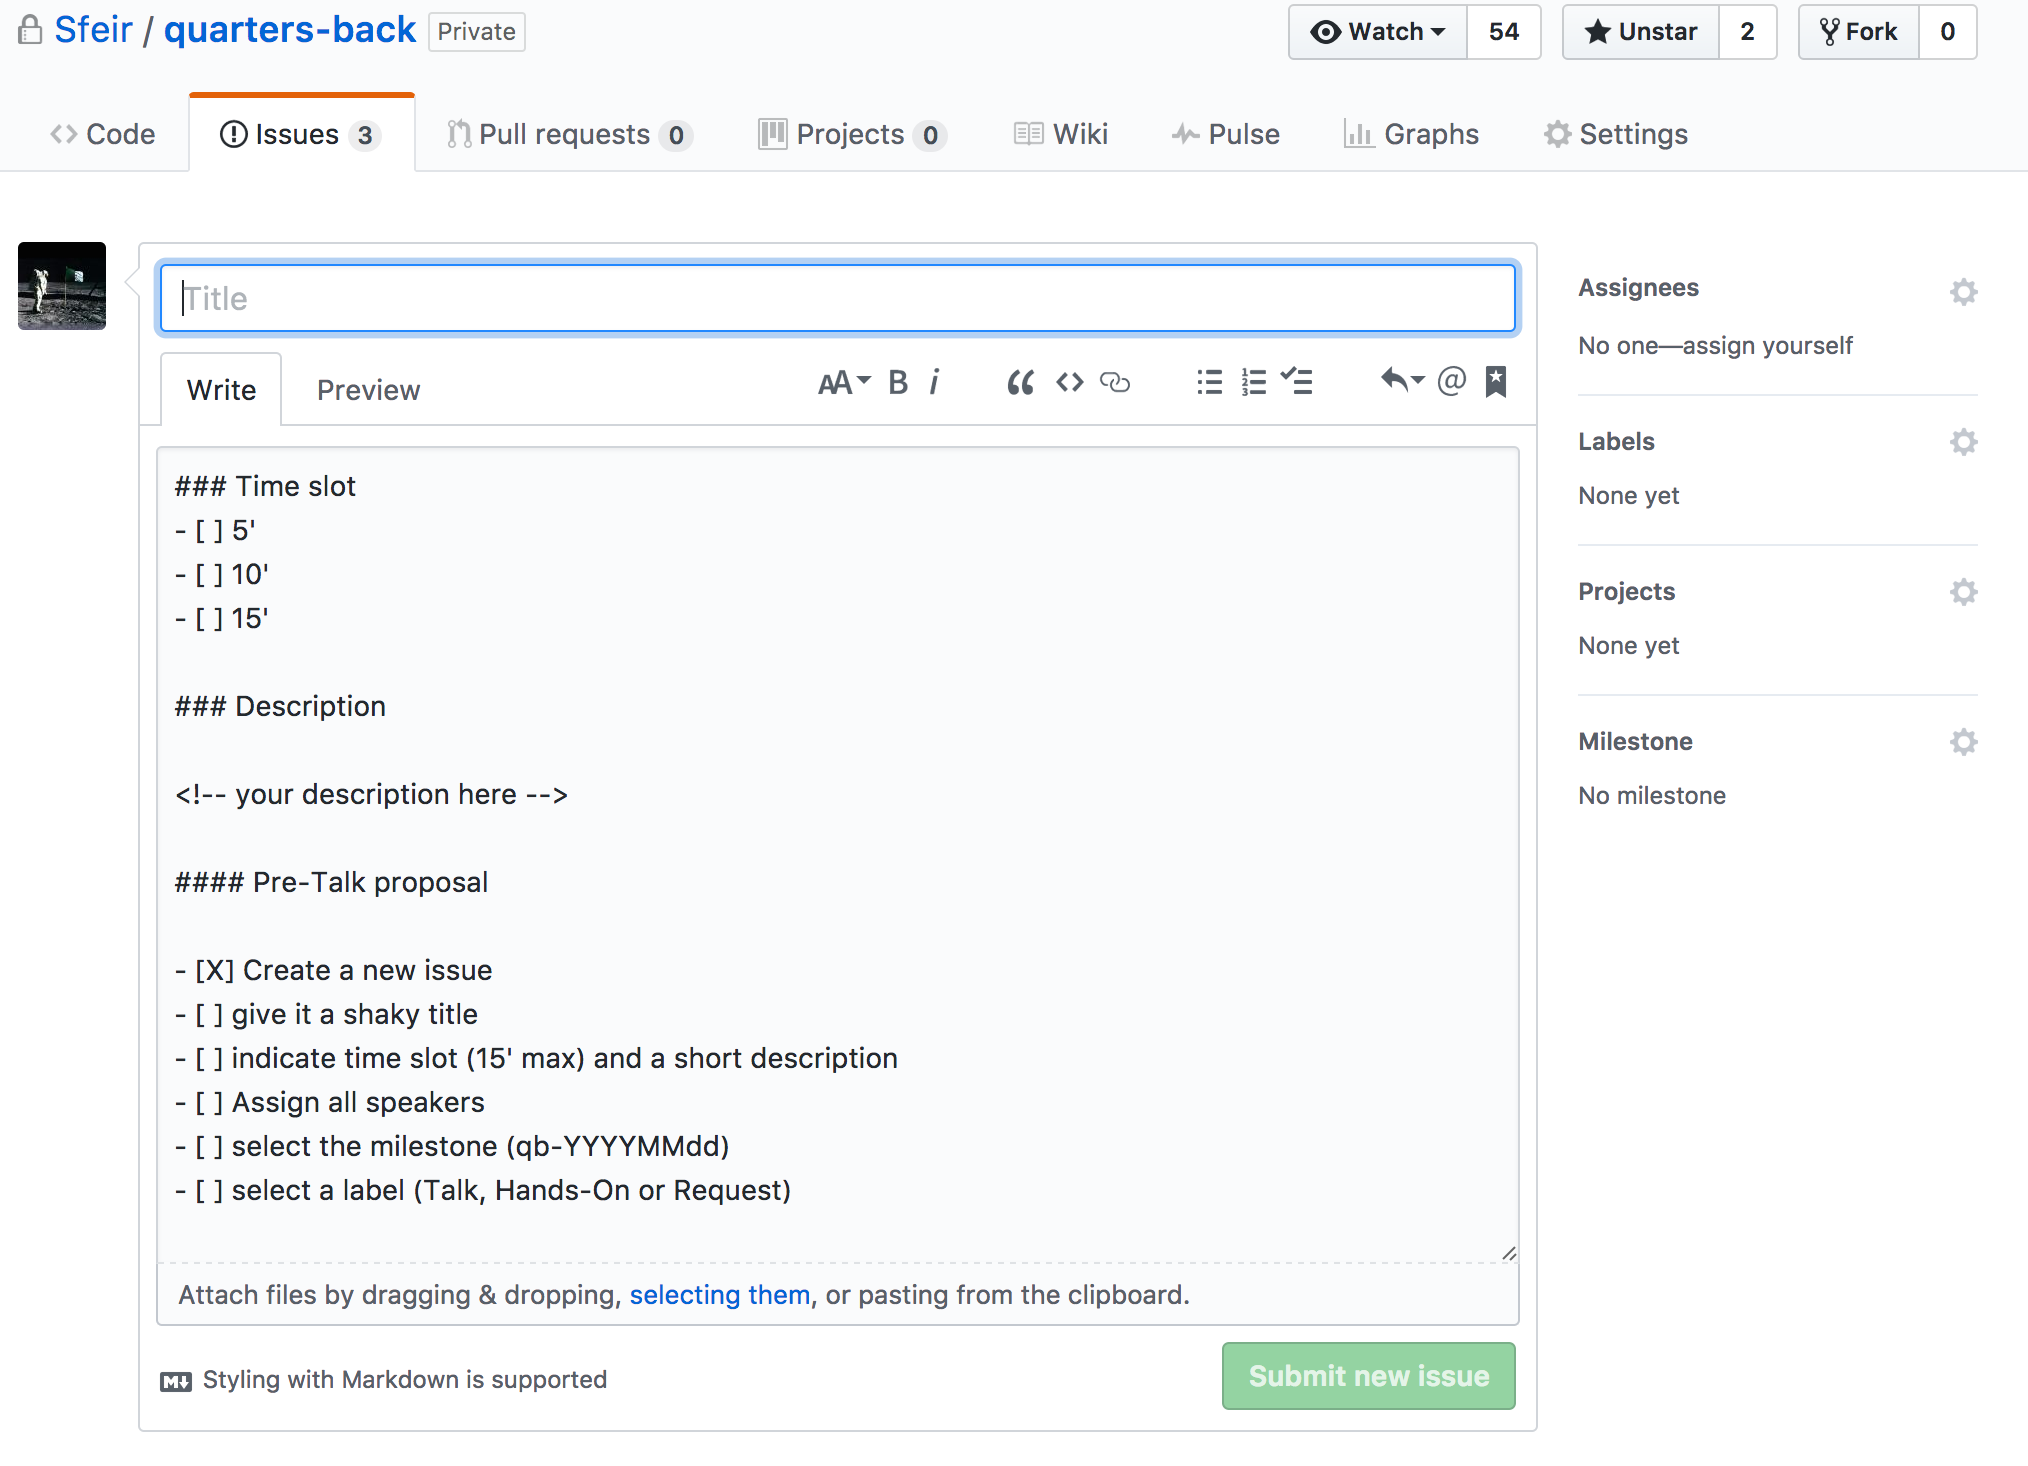 Sfeir / quarters-back Private Watch 54 Unstar 2 Fork 0
Code Issues 3 Pull requests 0 Projects 0 Wiki Pulse Graphs Settings
Title
Write Preview AA B i
### Time slot
- [ ] 5'
- [ ] 10'
- [ ] 15'
### Description
<!-- your description here -->
#### Pre-Talk proposal
- [X] Create a new issue
- [ ] give it a shaky title
- [ ] indicate time slot (15' max) and a short description
- [ ] Assign all speakers
- [ ] select the milestone (qb-YYYYMMdd)
- [ ] select a label (Talk, Hands-On or Request)
Attach files by dragging & dropping, selecting them, or pasting from the clipboard.
Styling with Markdown is supported
Submit new issue
Assignees
No one—assign yourself
Labels
None yet
Projects
None yet
Milestone
No milestone